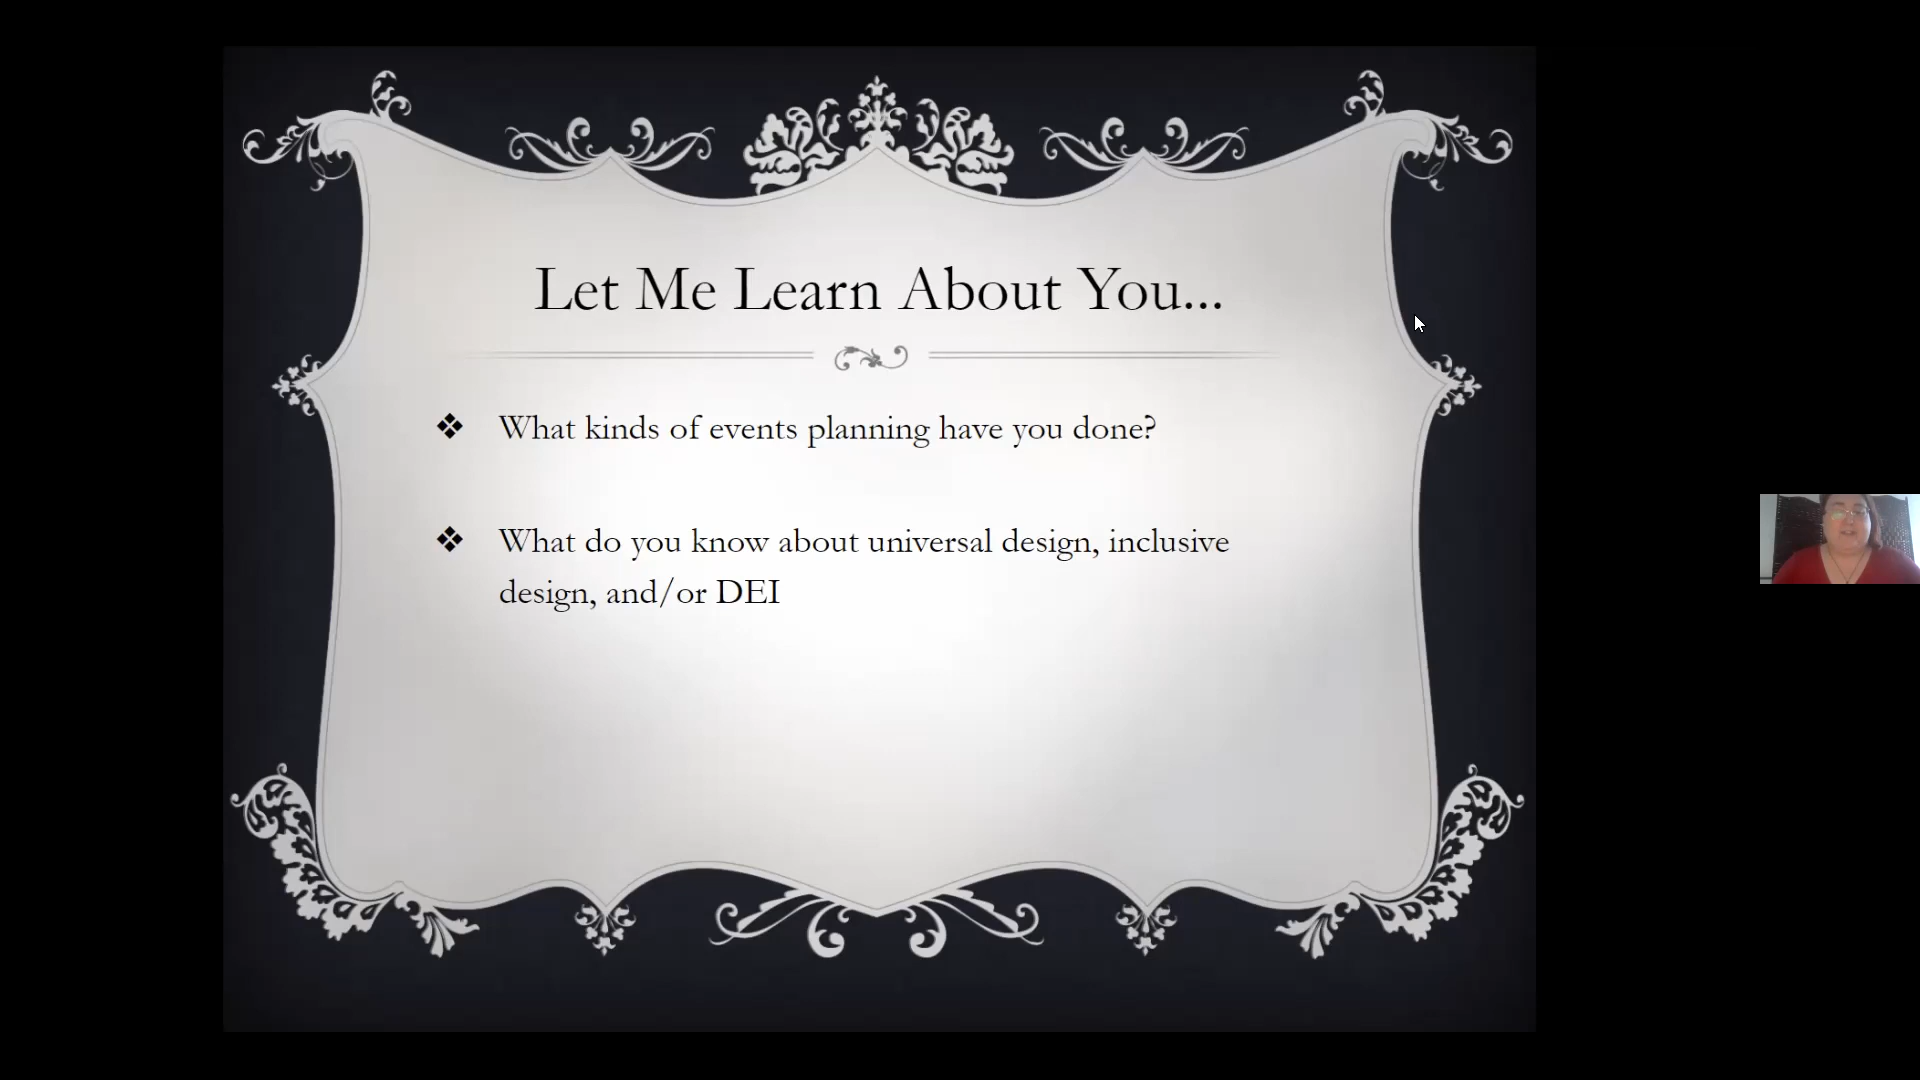 Let Me Learn About You...
What kinds of events planning have you done?
What do you know about universal design, inclusive
design, and/or DEI